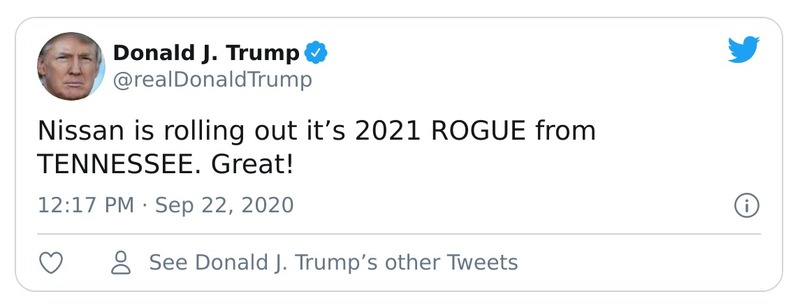 Donald J. Trump
@realDonaldTrump
Nissan is rolling out it’s 2021 ROGUE from
TENNESSEE. Great!
12:17 PM · Sep 22, 2020
See Donald J. Trump’s other Tweets